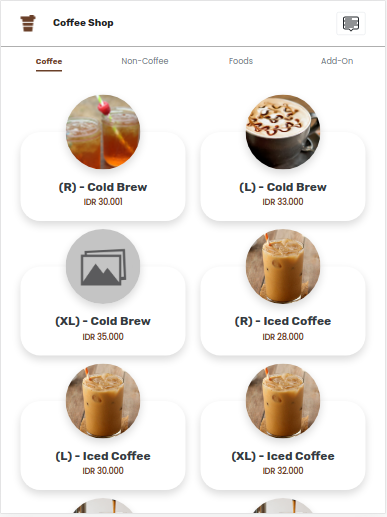 Coffee Shop
Coffee Non-Coffee Foods Add-On
(R) - Cold Brew (L) - Cold Brew
IDR 30.001 IDR 33.000
(XL) - Cold Brew (R) - Iced Coffee
IDR 35.000 IDR 28.000
(L) - Iced Coffee (XL) - Iced Coffee
IDR 30.000 IDR 32.000